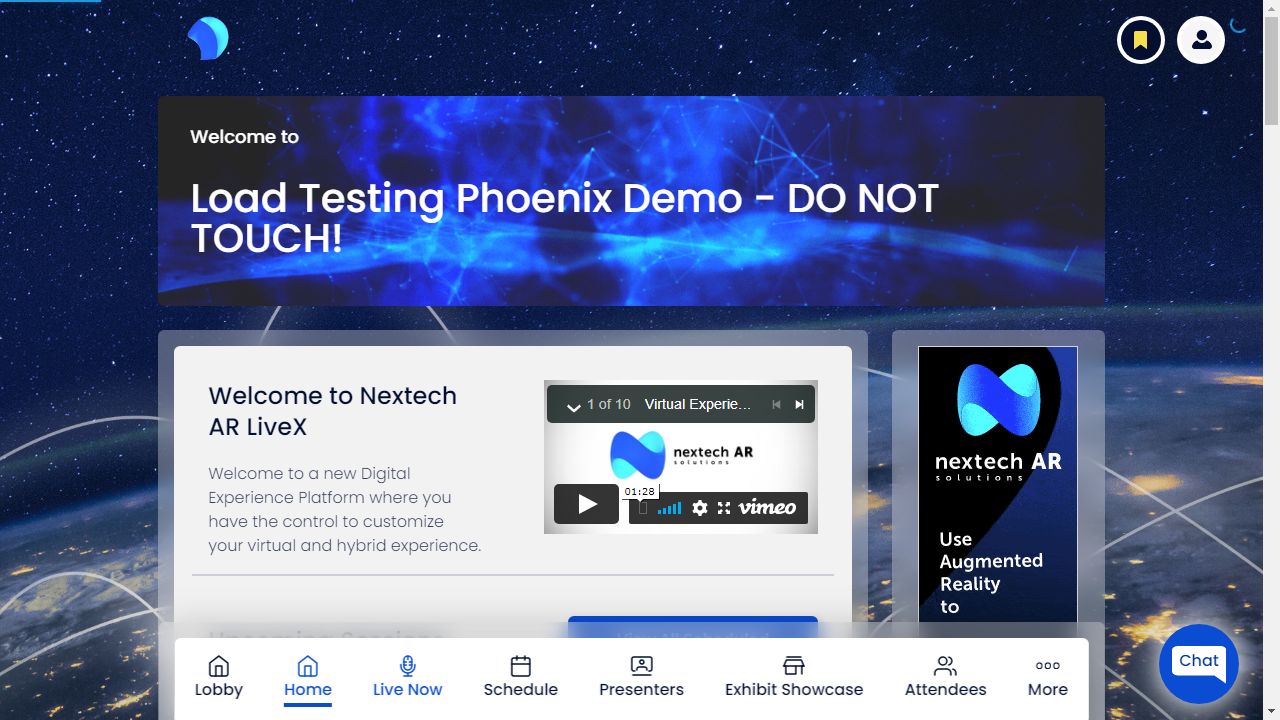 Welcome to
Load Testing Phoenix Demo - DO NOT
TOUCH!
Welcome to Nextech
AR LiveX
Welcome to a new Digital
Experience Platform where you
have the control to customize
your virtual and hybrid experience.
1 of 10 Virtual Experie...
nextech AR
solutions
01:28
vimeo
nextech AR
solutions
Use
Augmented
Reality
to
Upcoming Sessions
Lobby
Home
Live Now
Schedule
Presenters
Exhibit Showcase
Attendees
More
Chat